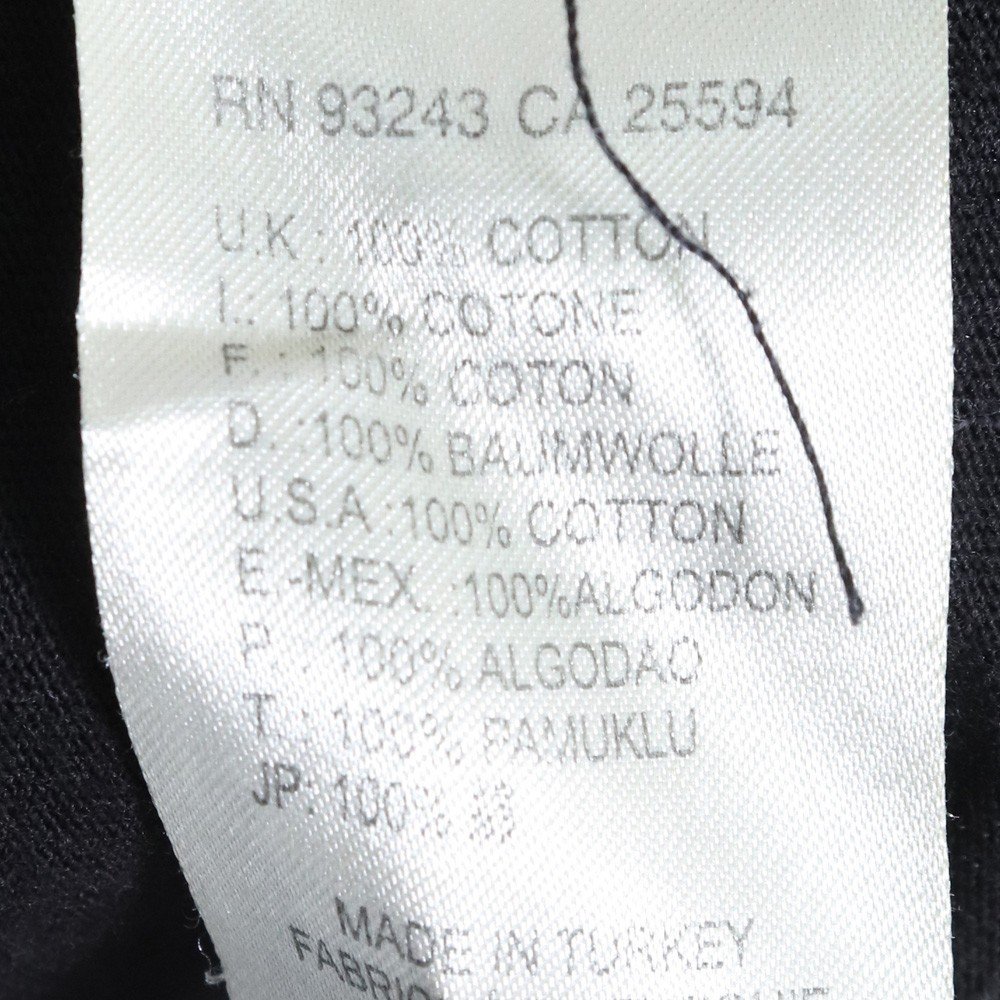 RN 93243 CA 25594
U.K : 100% COTTON
I.: 100% COTONE
F. : 100% COTON
D. :100% BAUMWOLLE
U.S.A :100% COTTON
E.-MEX. :100%ALGODON
P. : 100% ALGODAO
T. : 100% PAMUKLU
JP: 100% 綿
MADE IN TURKEY